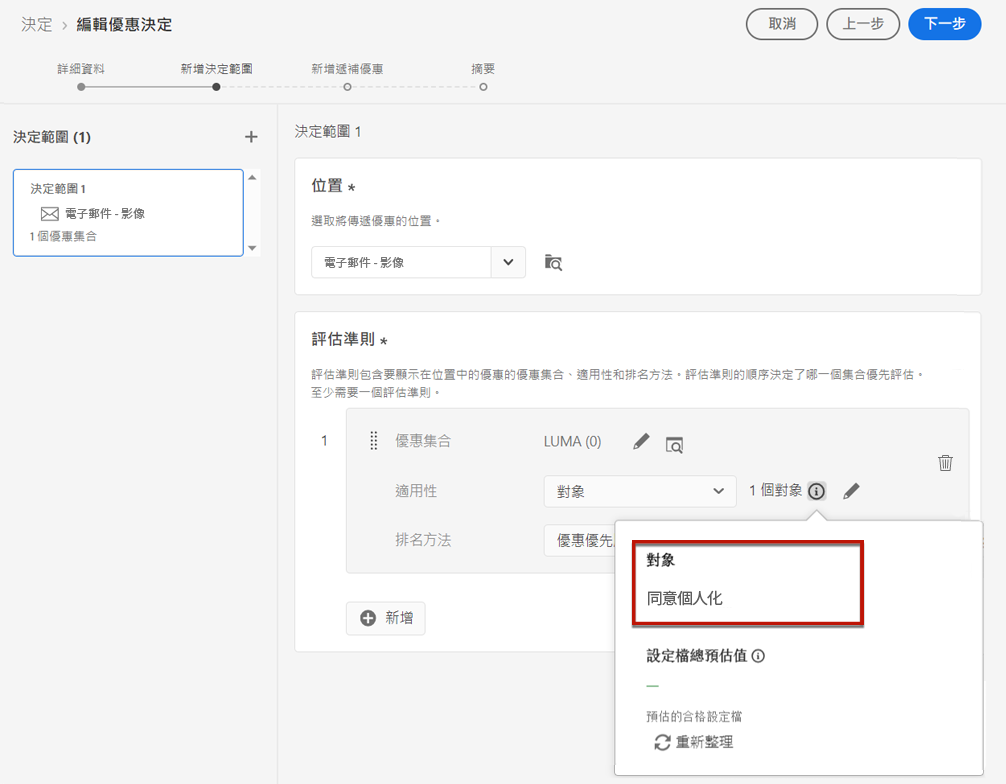 決定 > 編輯優惠決定
取消
上一步
下一步
詳細資料
新增決定範圍
新增遞補優惠
摘要
決定範圍 (1)
決定範圍 1
電子郵件 - 影像
1 個優惠集合
決定範圍 1
位置 *
選取將傳遞優惠的位置。
電子郵件 - 影像
評估準則 *
評估準則包含要顯示在位置中的優惠的優惠集合、適用性和排名方法。評估準則的順序決定了哪一個集合優先評估。
至少需要一個評估準則。
1
優惠集合
LUMA (0)
適用性
對象
1 個對象
排名方法
優惠優先
新增
對象
同意個人化
設定檔總預估值
—
預估的合格設定檔
重新整理